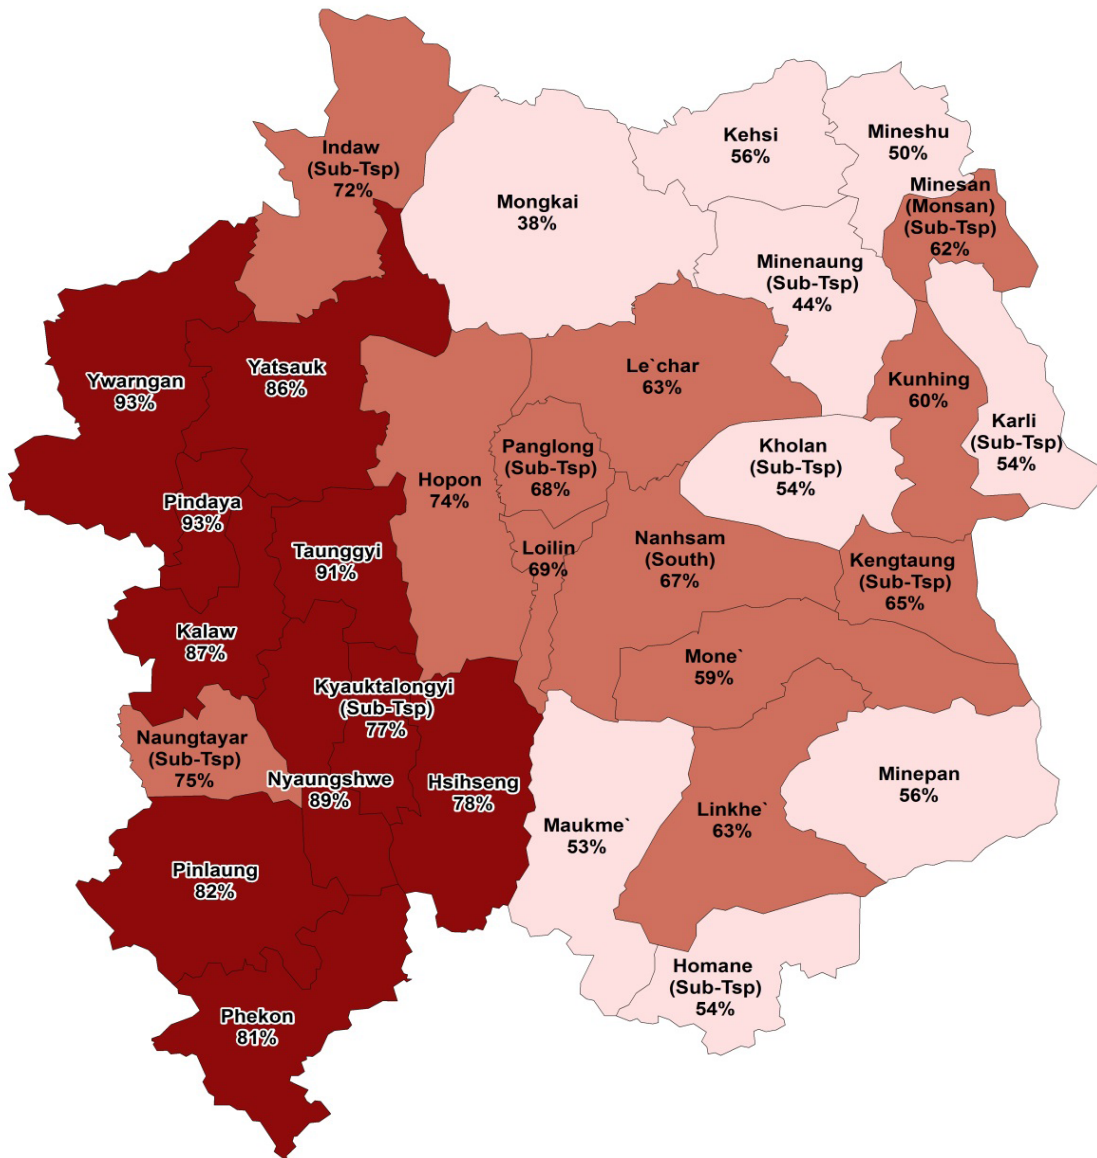 Indaw
(Sub-Tsp)
72%
Mongkai
38%
Kehsi
56%
Mineshu
50%
Minesan
(Monsan)
(Sub-Tsp)
62%
Minenaung
(Sub-Tsp)
44%
Ywarngan
93%
Yatsauk
86%
Le`char
63%
Kunhing
60%
Karli
(Sub-Tsp)
54%
Pindaya
93%
Hopon
74%
Panglong
(Sub-Tsp)
68%
Kholan
(Sub-Tsp)
54%
Taunggyi
91%
Loilin
69%
Nanhsam
(South)
67%
Kengtaung
(Sub-Tsp)
65%
Kalaw
87%
Mone`
59%
Kyauktalongyi
(Sub-Tsp)
77%
Naungtayar
(Sub-Tsp)
75%
Nyaungshwe
89%
Hsihseng
78%
Maukme`
53%
Linkhe`
63%
Minepan
56%
Pinlaung
82%
Homane
(Sub-Tsp)
54%
Phekon
81%